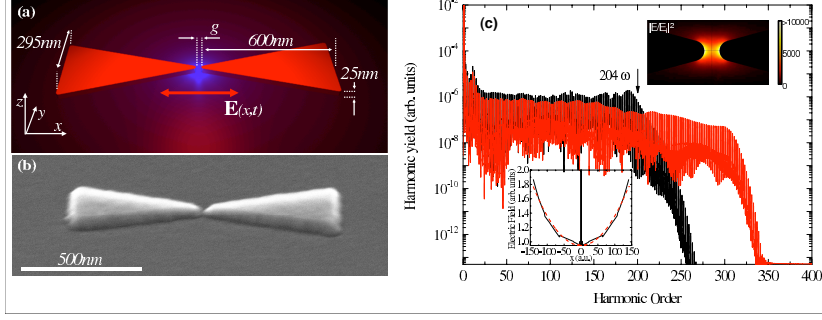 (a)
g
295nm
600nm
25nm
E(x,t)
z
y
x
(b)
500nm
(c)
|E/E₁|²
>10000
5000
0
204 ω
Harmonic yield (arb. units)
10⁻⁴
10⁻⁶
10⁻⁸
10⁻¹⁰
10⁻¹²
Electric Field (arb. units)
2.0
1.8
1.6
1.4
1.2
1.0
-150 -100 -50 0 50 100 150
x (a.u.)
0 50 100 150 200 250 300 350 400
Harmonic Order